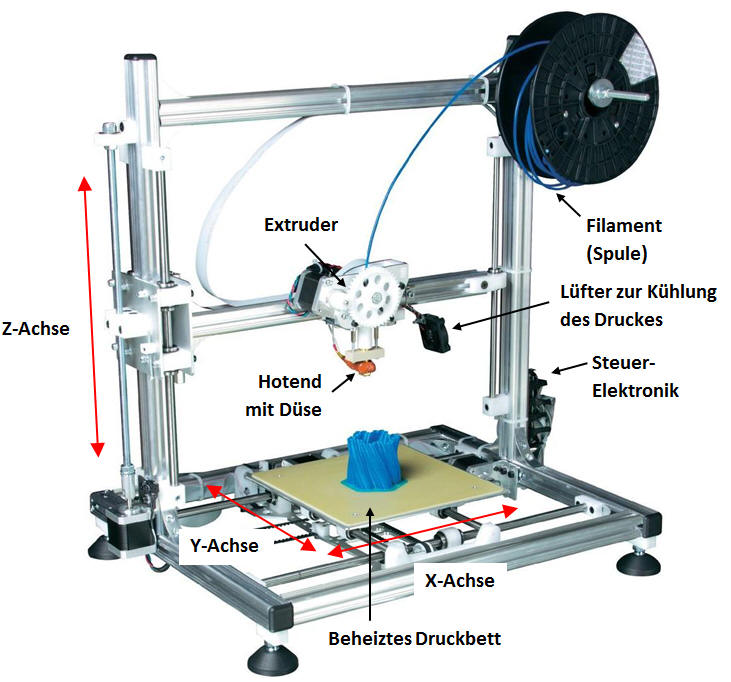 Extruder
Filament
(Spule)
Lüfter zur Kühlung
des Druckes
Z-Achse
Steuer-
Elektronik
Hotend
mit Düse
Y-Achse
X-Achse
Beheiztes Druckbett